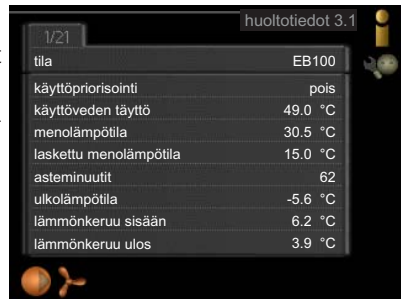 huoltotiedot 3.1
1/21
tila EB100
käyttöpriorisointi pois
käyttöveden täyttö 49.0 °C
menolämpötila 30.5 °C
laskettu menolämpötila 15.0 °C
asteminuutit 62
ulkolämpötila -5.6 °C
lämmönkeruu sisään 6.2 °C
lämmönkeruu ulos 3.9 °C